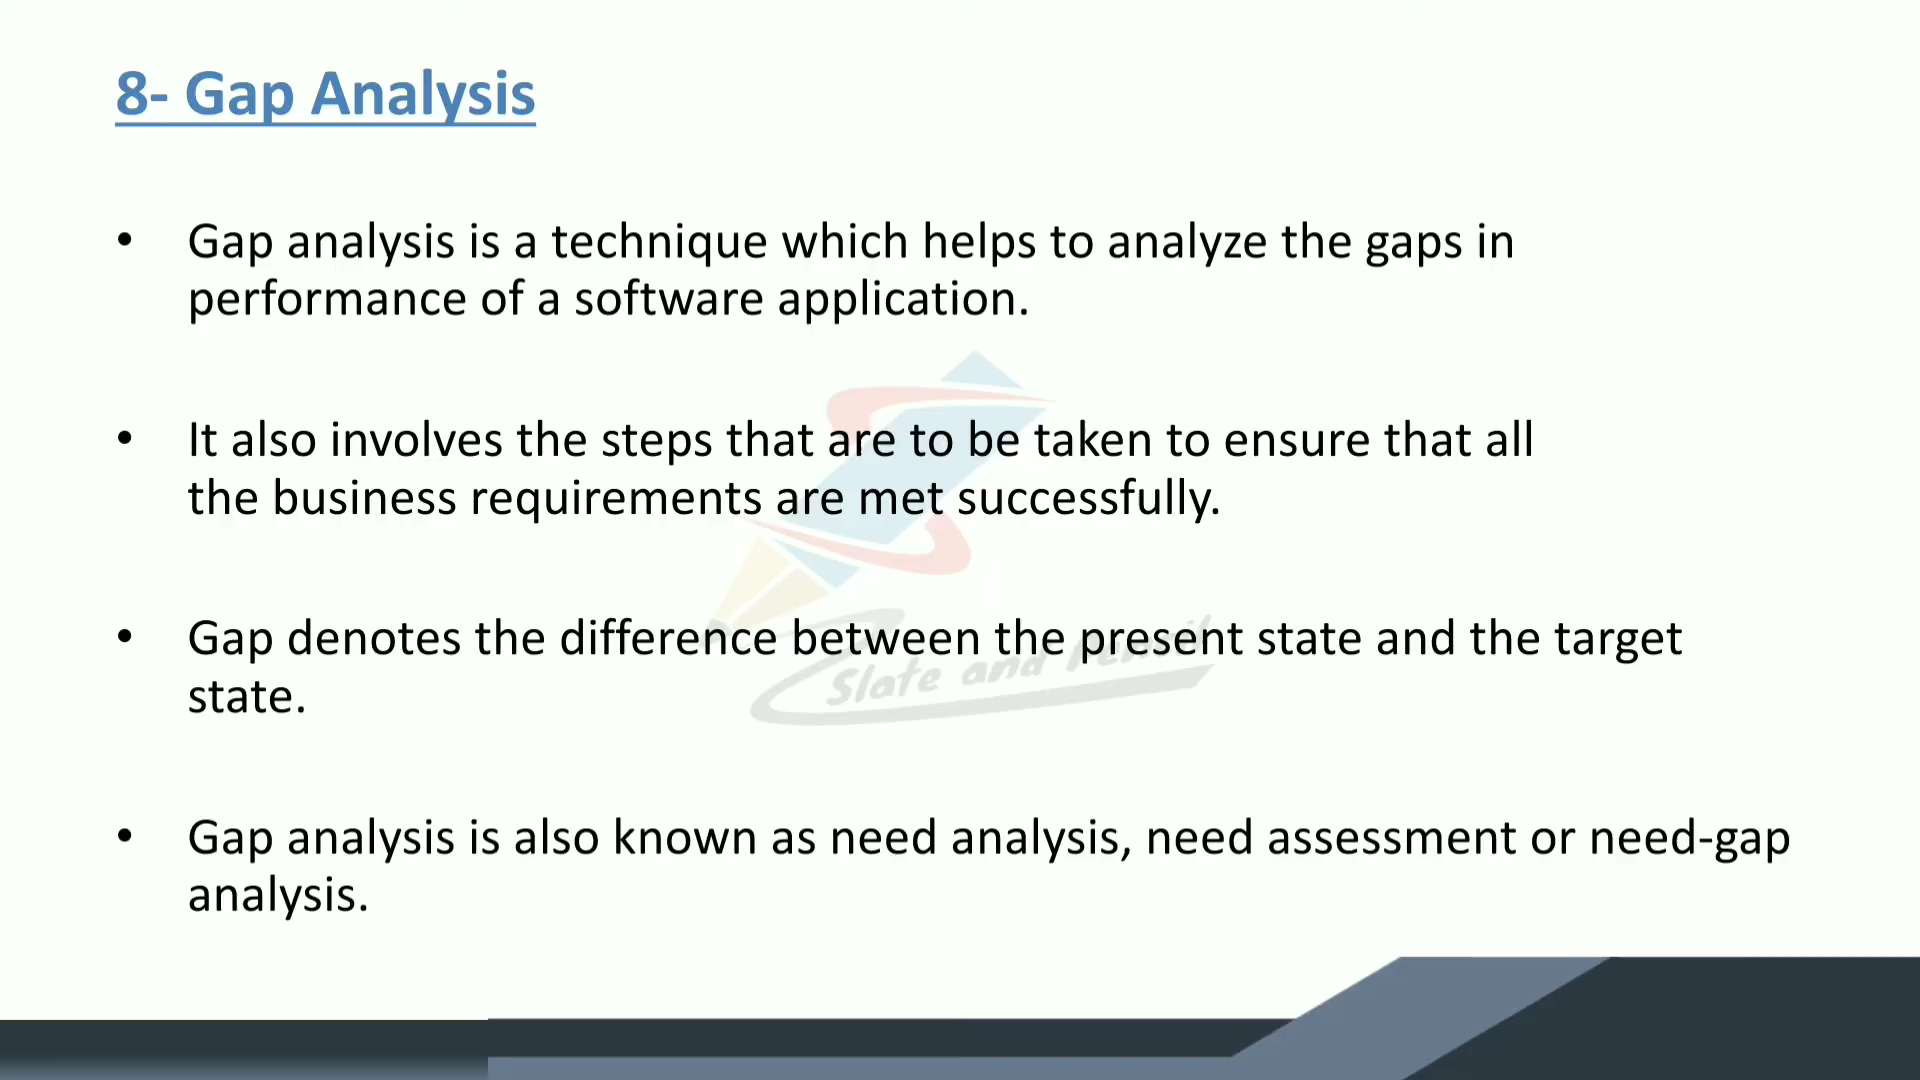 8- Gap Analysis
• Gap analysis is a technique which helps to analyze the gaps in
performance of a software application.
• It also involves the steps that are to be taken to ensure that all
the business requirements are met successfully.
• Gap denotes the difference between the present state and the target
state.
Slate and Pencil
• Gap analysis is also known as need analysis, need assessment or need-gap
analysis.